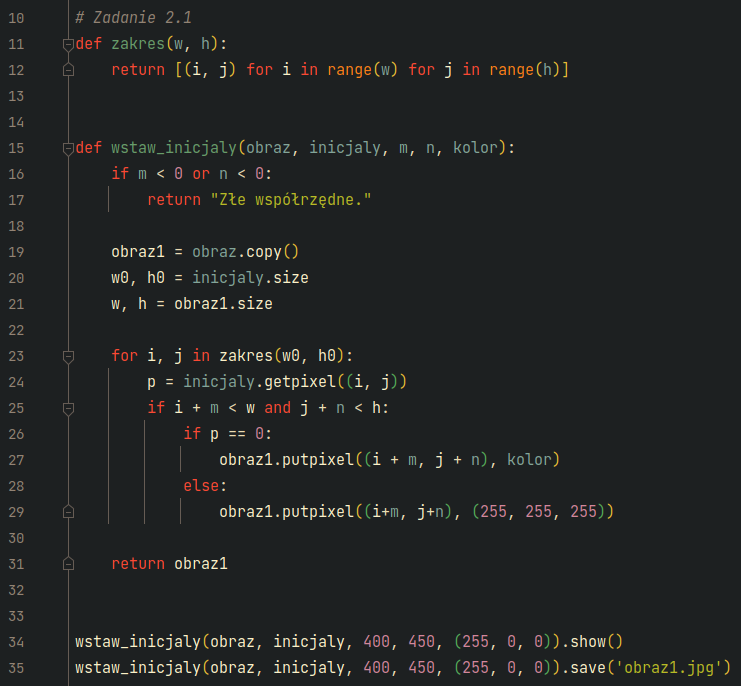 10 # Zadanie 2.1
11 def zakres(w, h):
12     return [(i, j) for i in range(w) for j in range(h)]
13
14
15 def wstaw_inicjaly(obraz, inicjaly, m, n, kolor):
16     if m < 0 or n < 0:
17         return "Złe współrzędne."
18
19     obraz1 = obraz.copy()
20     w0, h0 = inicjaly.size
21     w, h = obraz1.size
22
23     for i, j in zakres(w0, h0):
24         p = inicjaly.getpixel((i, j))
25         if i + m < w and j + n < h:
26             if p == 0:
27                 obraz1.putpixel((i + m, j + n), kolor)
28             else:
29                 obraz1.putpixel((i+m, j+n), (255, 255, 255))
30
31     return obraz1
32
33
34 wstaw_inicjaly(obraz, inicjaly, 400, 450, (255, 0, 0)).show()
35 wstaw_inicjaly(obraz, inicjaly, 400, 450, (255, 0, 0)).save('obraz1.jpg')